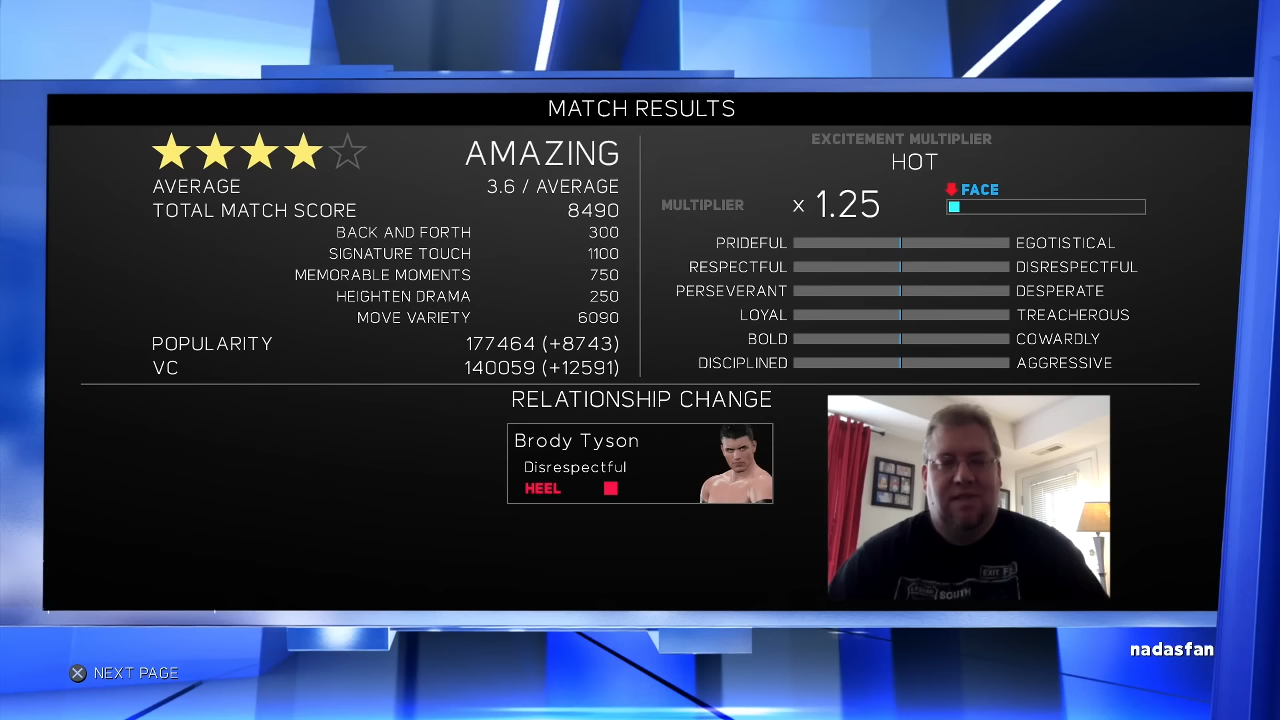 MATCH RESULTS
AMAZING
AVERAGE 3.6 / AVERAGE
TOTAL MATCH SCORE 8490
BACK AND FORTH 300
SIGNATURE TOUCH 1100
MEMORABLE MOMENTS 750
HEIGHTEN DRAMA 250
MOVE VARIETY 6090
POPULARITY 177464 (+8743)
VC 140059 (+12591)
EXCITEMENT MULTIPLIER
HOT
MULTIPLIER x 1.25
FACE
PRIDEFUL EGOTISTICAL
RESPECTFUL DISRESPECTFUL
PERSEVERANT DESPERATE
LOYAL TREACHEROUS
BOLD COWARDLY
DISCIPLINED AGGRESSIVE
RELATIONSHIP CHANGE
Brody Tyson
Disrespectful
HEEL
SOUTH
nadasfan
NEXT PAGE